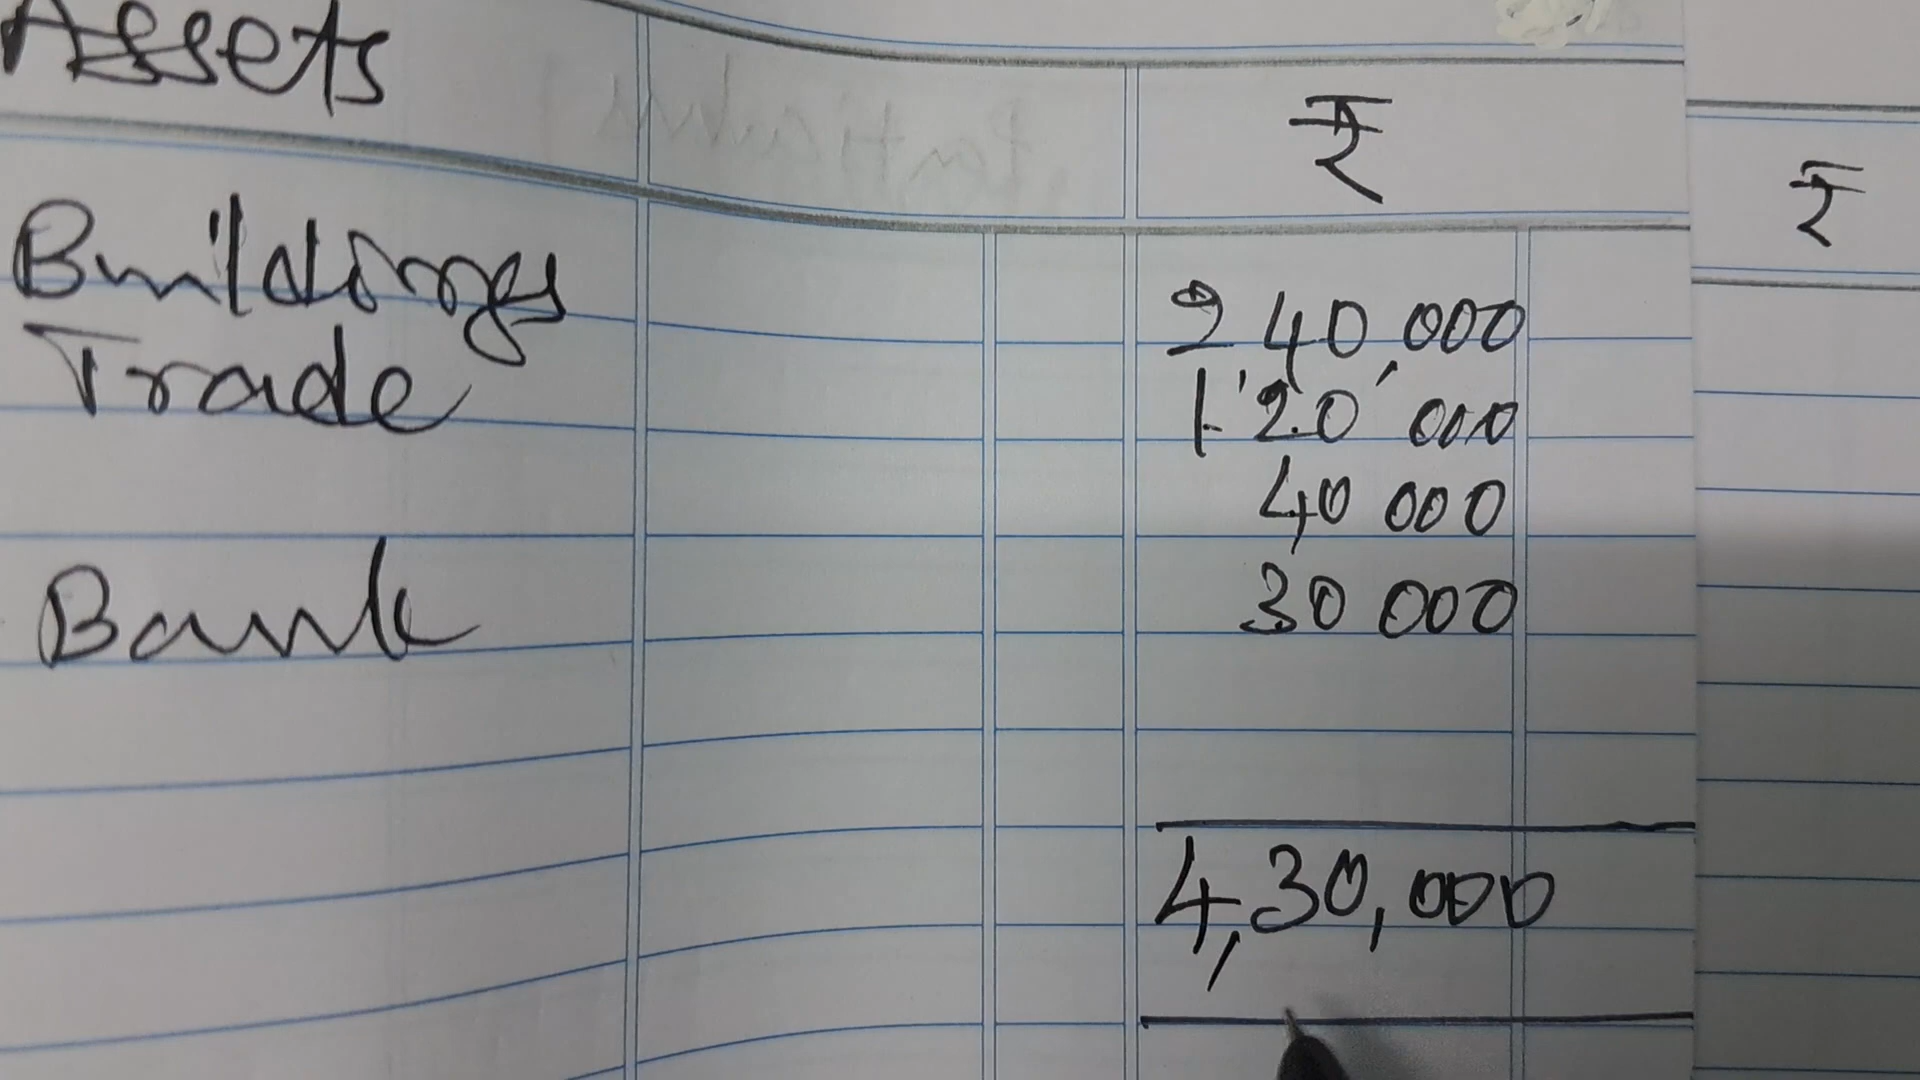 Assets ₹ ₹
Buildings 2,40,000
Trade 1,20,000
40 000
Bank 30 000
4,30,000